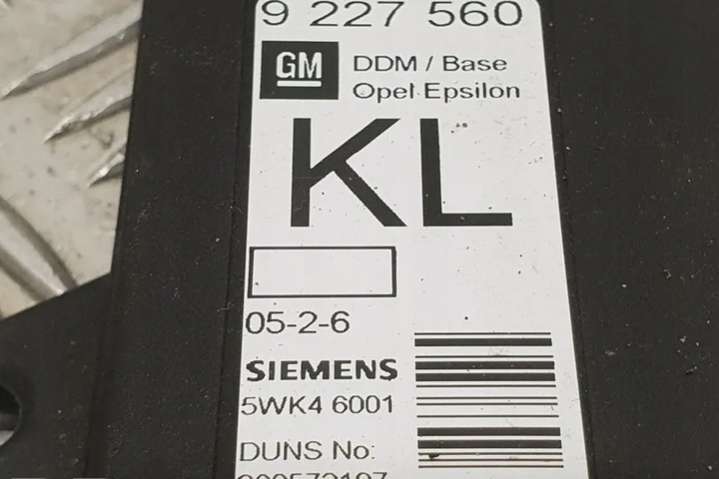 9 227 560
GM
DDM / Base
Opel Epsilon
KL
05-2-6
SIEMENS
5WK4 6001
DUNS No: